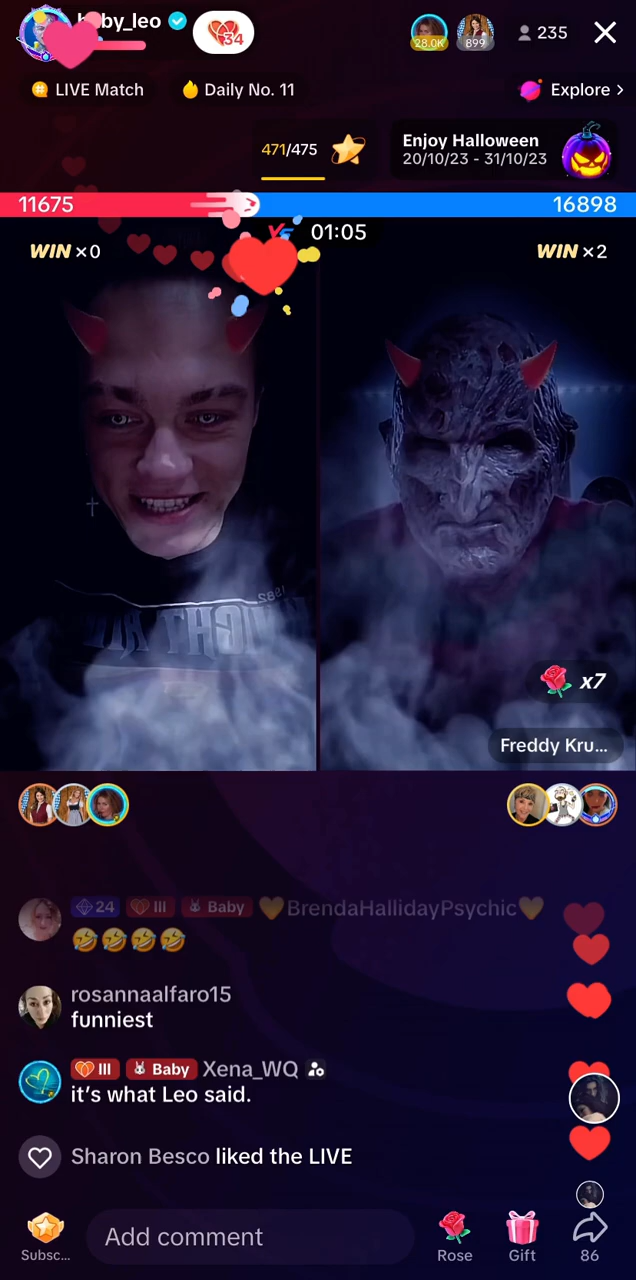 by_leo
34
28.0K
899
235
LIVE Match
Daily No. 11
Explore >
471/475
Enjoy Halloween
20/10/23 - 31/10/23
11675
16898
01:05
WIN ×0
WIN ×2
1982
x7
Freddy Kru...
24 III Baby 💛BrendaHallidayPsychic💛
🤣🤣🤣🤣
rosannaalfaro15
funniest
III Baby Xena_WQ
it's what Leo said.
Sharon Besco liked the LIVE
Add comment
Subsc...
Rose
Gift
86